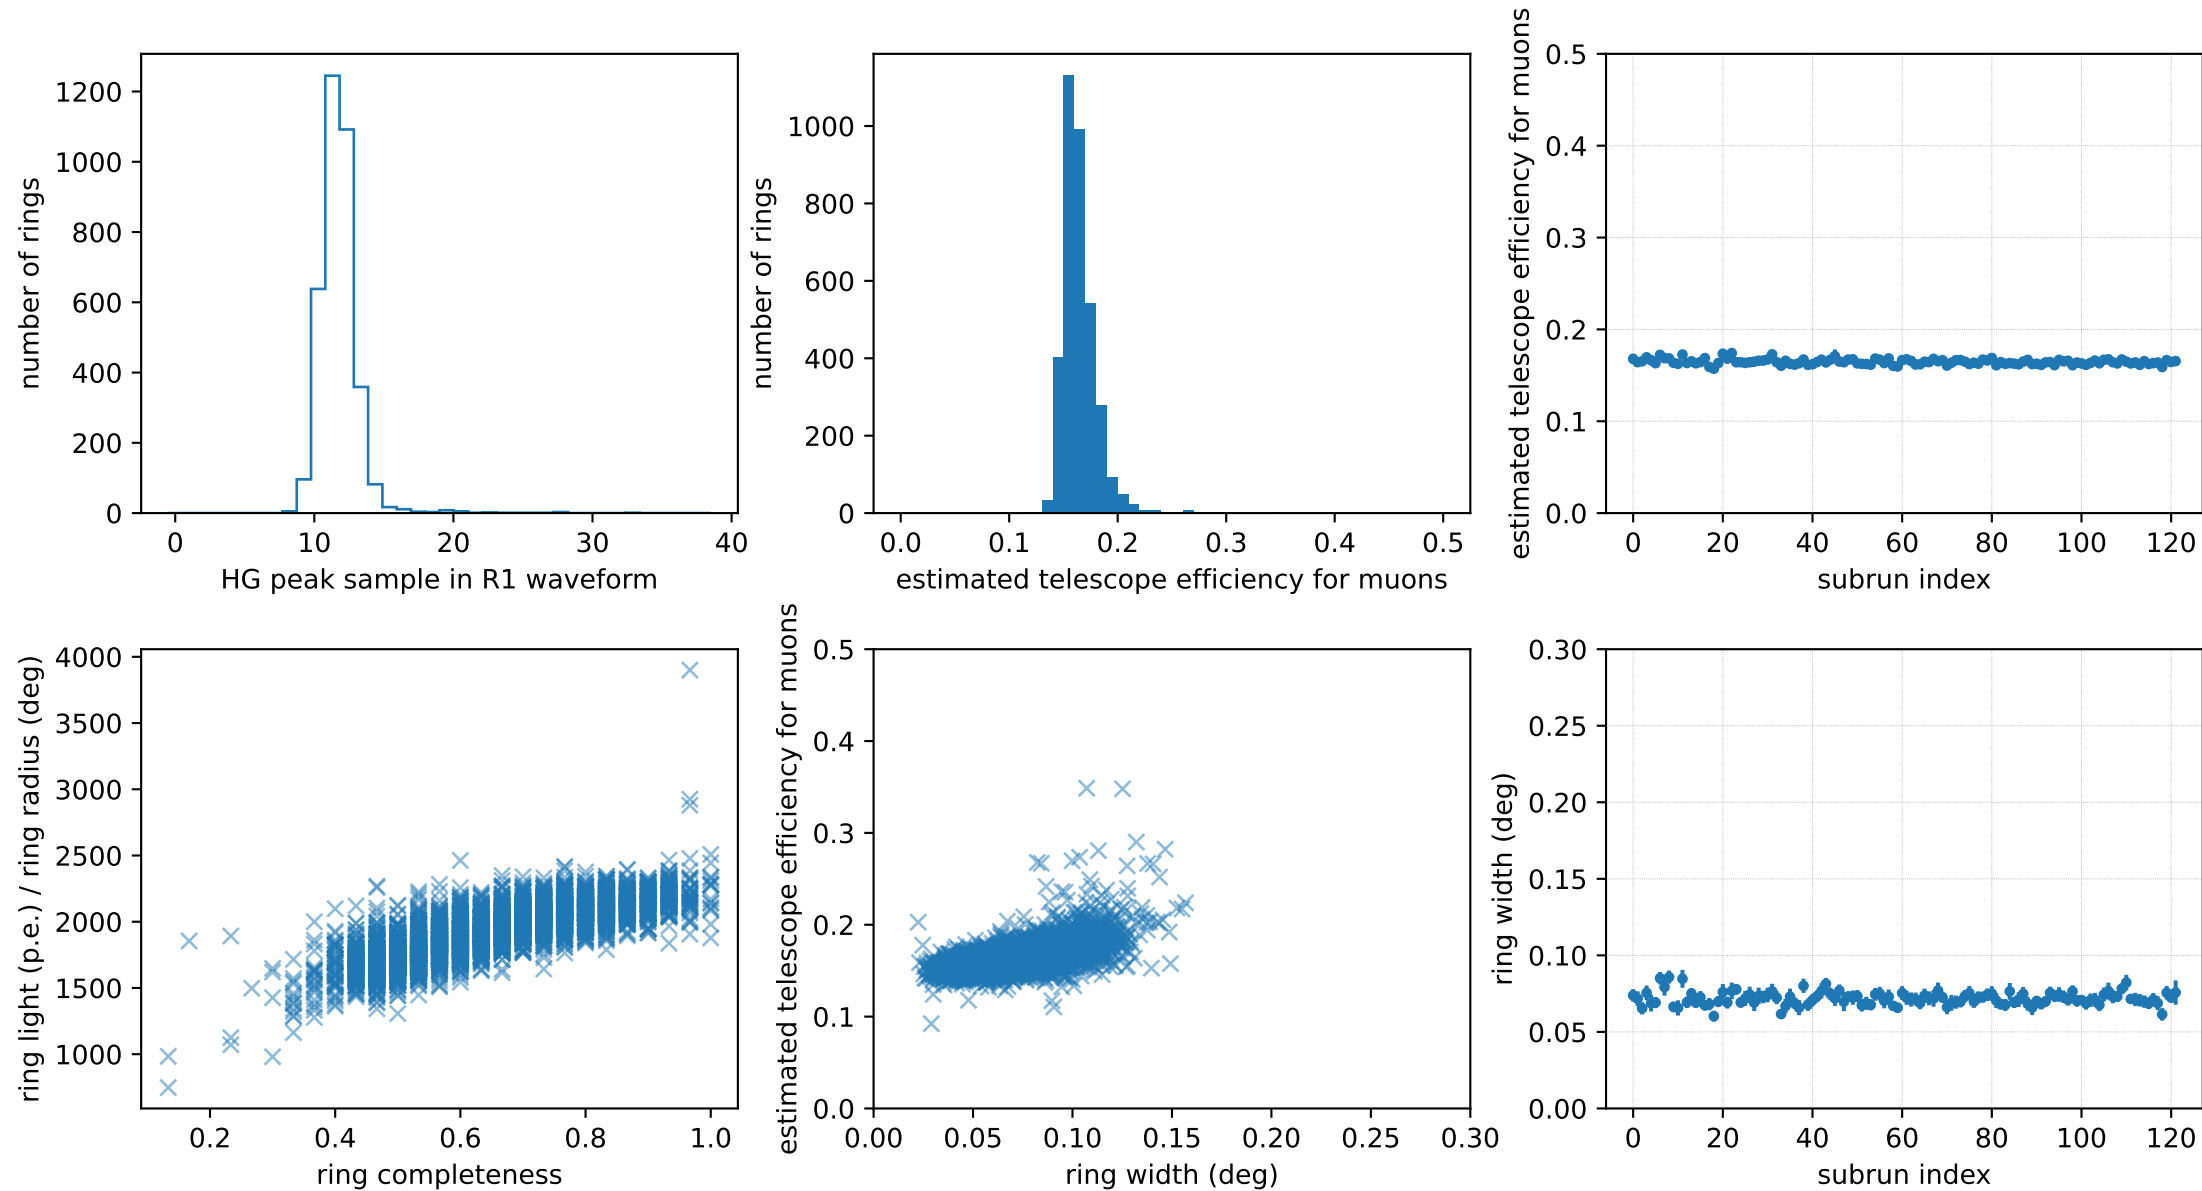 1200
1000
800
600
400
200
0
number of rings
0 10 20 30 40
HG peak sample in R1 waveform
1000
800
600
400
200
0
number of rings
0.0 0.1 0.2 0.3 0.4 0.5
estimated telescope efficiency for muons
0.5
0.4
0.3
0.2
0.1
0.0
estimated telescope efficiency for muons
0 20 40 60 80 100 120
subrun index
4000
3500
3000
2500
2000
1500
1000
ring light (p.e.) / ring radius (deg)
0.2 0.4 0.6 0.8 1.0
ring completeness
0.5
0.4
0.3
0.2
0.1
0.0
estimated telescope efficiency for muons
0.00 0.05 0.10 0.15 0.20 0.25 0.30
ring width (deg)
0.30
0.25
0.20
0.15
0.10
0.05
0.00
ring width (deg)
0 20 40 60 80 100 120
subrun index